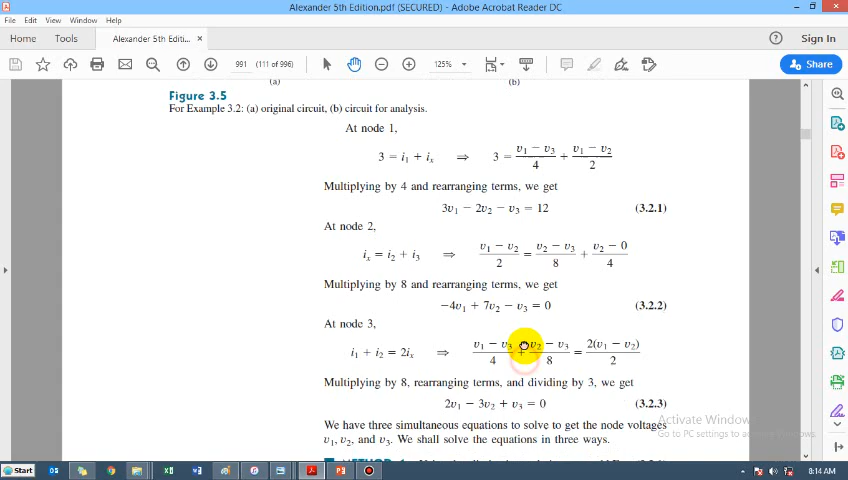 Alexander 5th Edition.pdf (SECURED) - Adobe Acrobat Reader DC
File Edit View Window Help
Home Tools Alexander 5th Editi... × Sign In
991 (111 of 996) 125% Share
(a) (b)
Figure 3.5
For Example 3.2: (a) original circuit, (b) circuit for analysis.
At node 1,
3 = i₁ + iₓ ⇒ 3 = (v₁ − v₃)/4 + (v₁ − v₂)/2
Multiplying by 4 and rearranging terms, we get
3v₁ − 2v₂ − v₃ = 12 (3.2.1)
At node 2,
iₓ = i₂ + i₃ ⇒ (v₁ − v₂)/2 = (v₂ − v₃)/8 + (v₂ − 0)/4
Multiplying by 8 and rearranging terms, we get
−4v₁ + 7v₂ − v₃ = 0 (3.2.2)
At node 3,
i₁ + i₂ = 2iₓ ⇒ (v₁ − v₃)/4 + (v₂ − v₃)/8 = 2(v₁ − v₂)/2
Multiplying by 8, rearranging terms, and dividing by 3, we get
2v₁ − 3v₂ + v₃ = 0 (3.2.3)
We have three simultaneous equations to solve to get the node voltages
v₁, v₂, and v₃. We shall solve the equations in three ways.
Activate Windows
Go to PC settings to activate Windows.
Start 8:14 AM